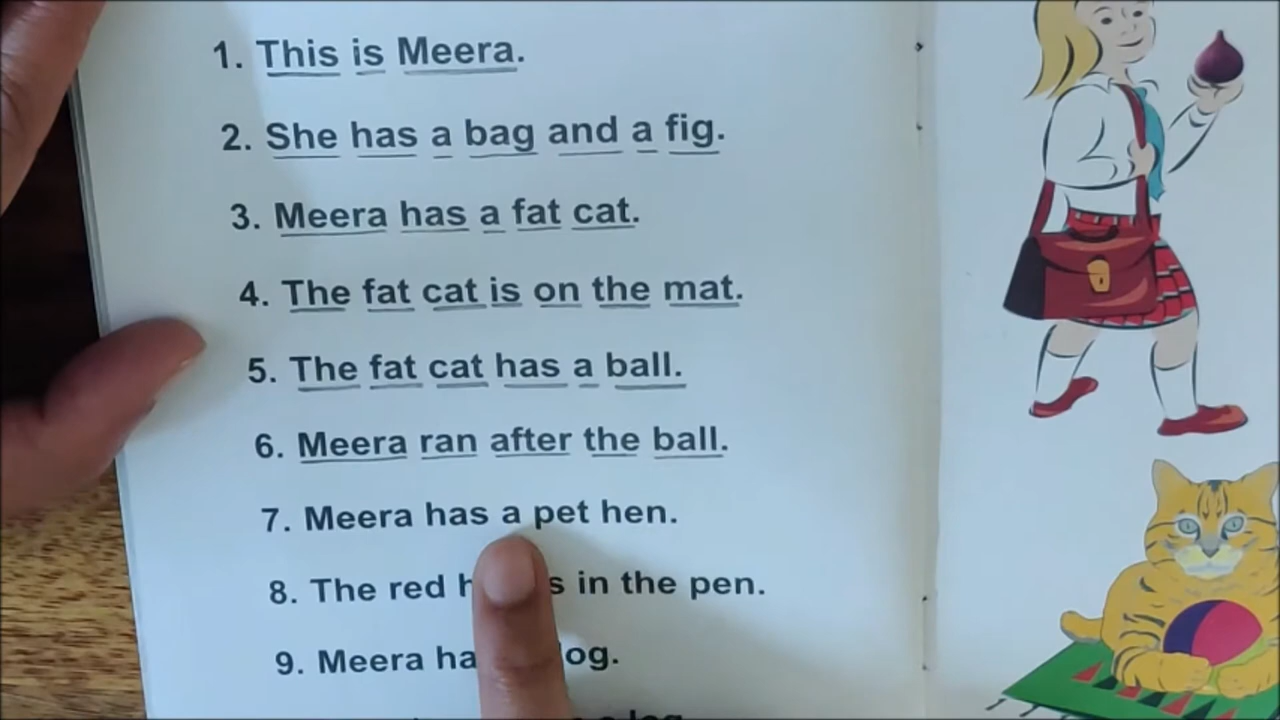 1. This is Meera.
2. She has a bag and a fig.
3. Meera has a fat cat.
4. The fat cat is on the mat.
5. The fat cat has a ball.
6. Meera ran after the ball.
7. Meera has a pet hen.
8. The red in the pen.
9. Meera